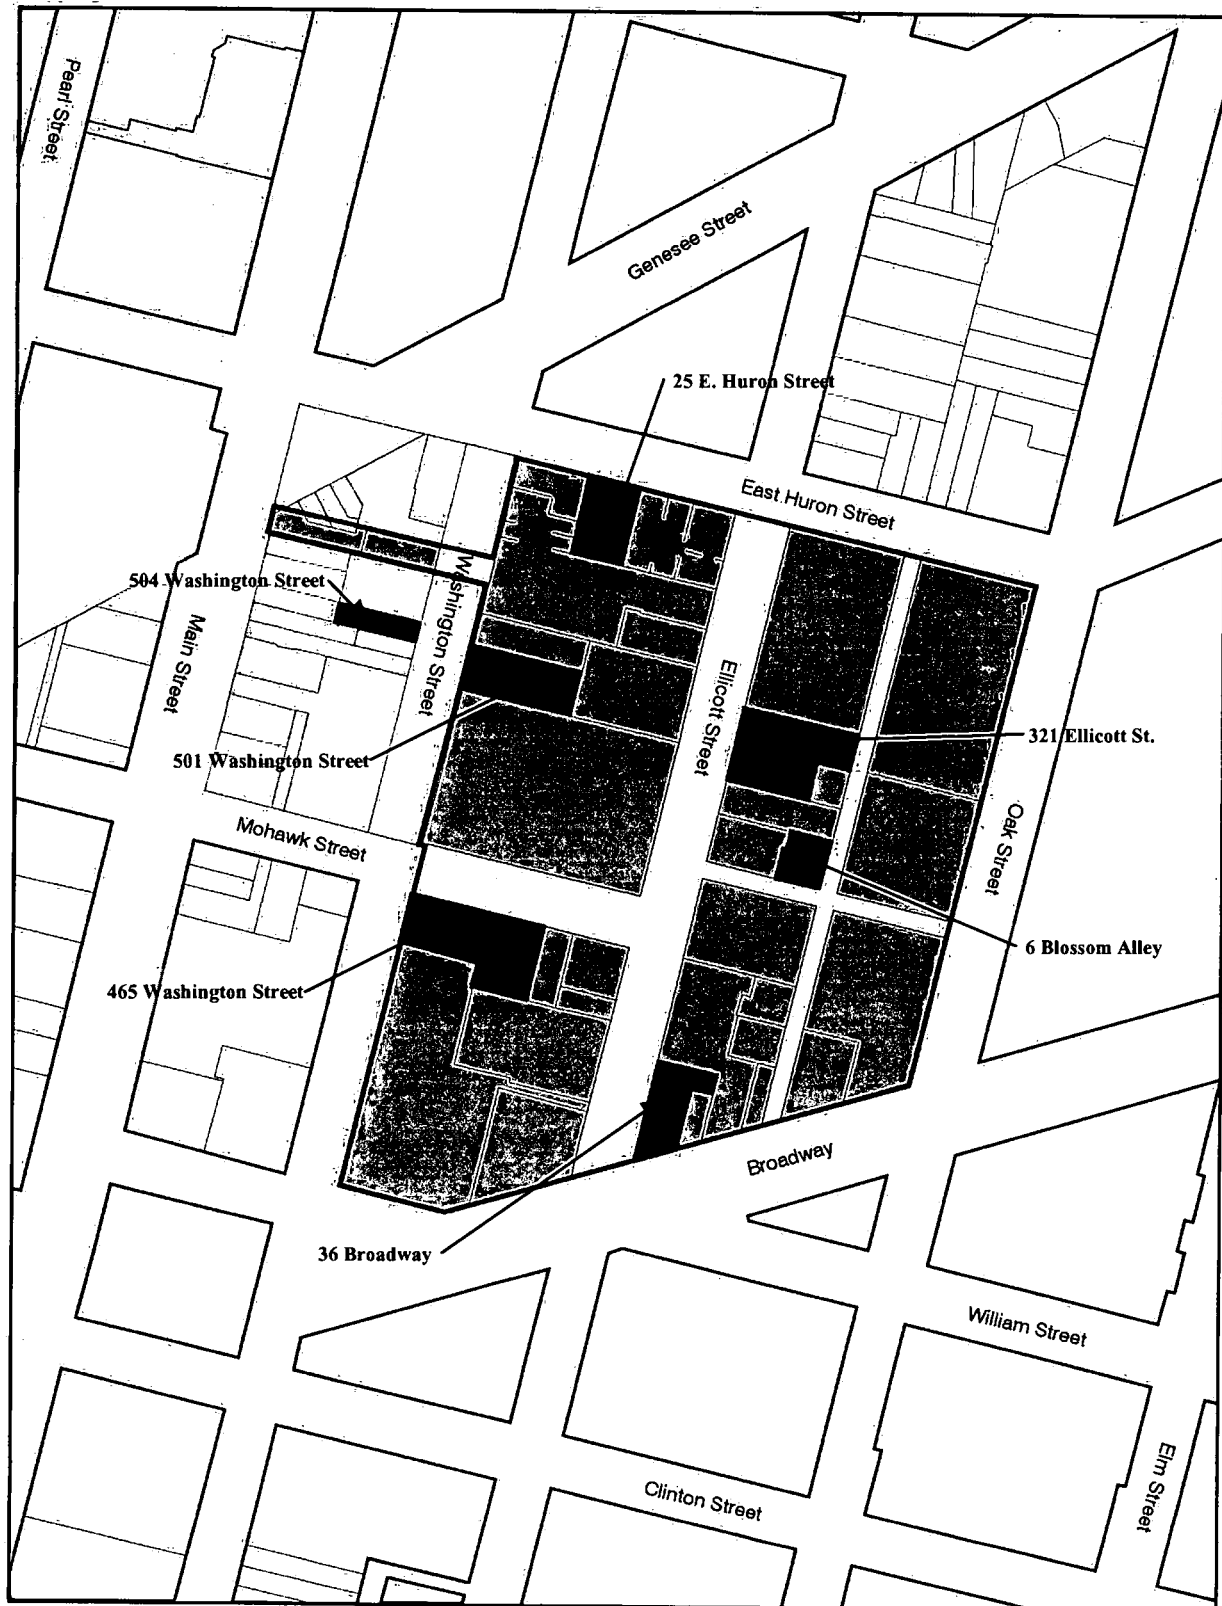 Pearl Street
Genesee Street
25 E. Huron Street
East Huron Street
504 Washington Street
Washington Street
Main Street
Ellicott Street
501 Washington Street
321 Ellicott St.
Oak Street
Mohawk Street
6 Blossom Alley
465 Washington Street
Broadway
36 Broadway
William Street
Elm Street
Clinton Street